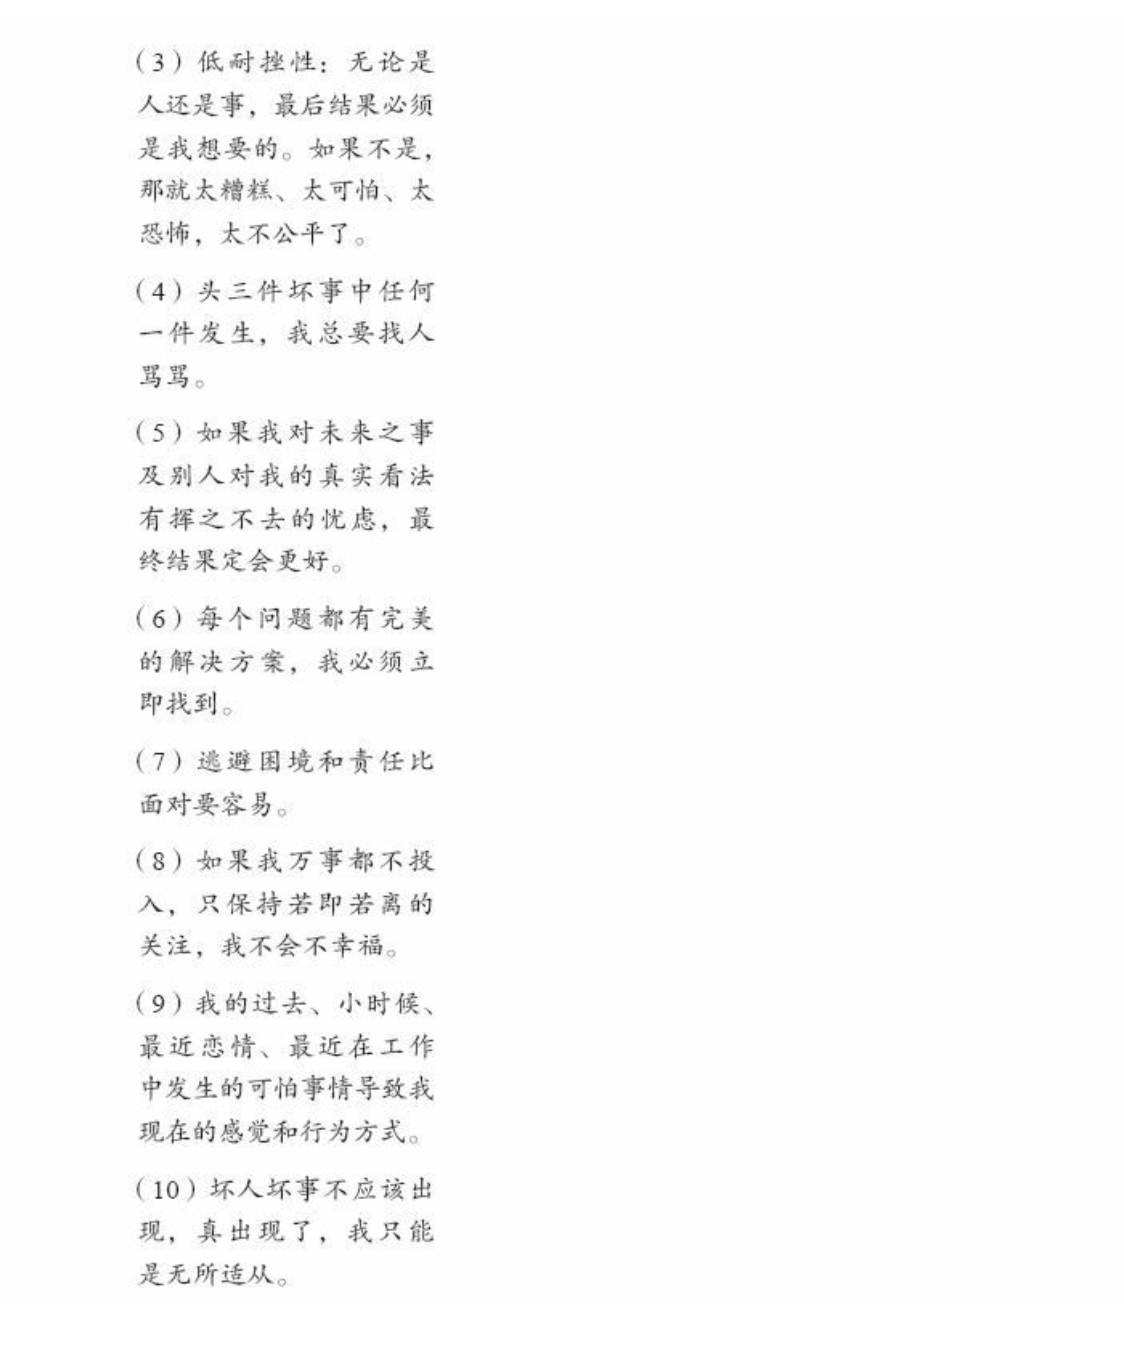 （3）低耐挫性：无论是
人还是事，最后结果必须
是我想要的。如果不是，
那就太糟糕、太可怕、太
恐怖，太不公平了。
（4）头三件坏事中任何
一件发生，我总要找人
骂骂。
（5）如果我对未来之事
及别人对我的真实看法
有挥之不去的忧虑，最
终结果定会更好。
（6）每个问题都有完美
的解决方案，我必须立
即找到。
（7）逃避困境和责任比
面对要容易。
（8）如果我万事都不投
入，只保持若即若离的
关注，我不会不幸福。
（9）我的过去、小时候、
最近恋情、最近在工作
中发生的可怕事情导致我
现在的感觉和行为方式。
（10）坏人坏事不应该出
现，真出现了，我只能
是无所适从。